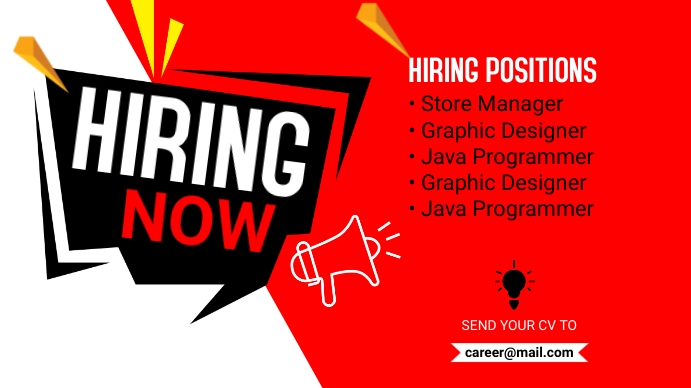 HIRING
NOW
HIRING POSITIONS
• Store Manager
• Graphic Designer
• Java Programmer
• Graphic Designer
• Java Programmer
SEND YOUR CV TO
career@mail.com